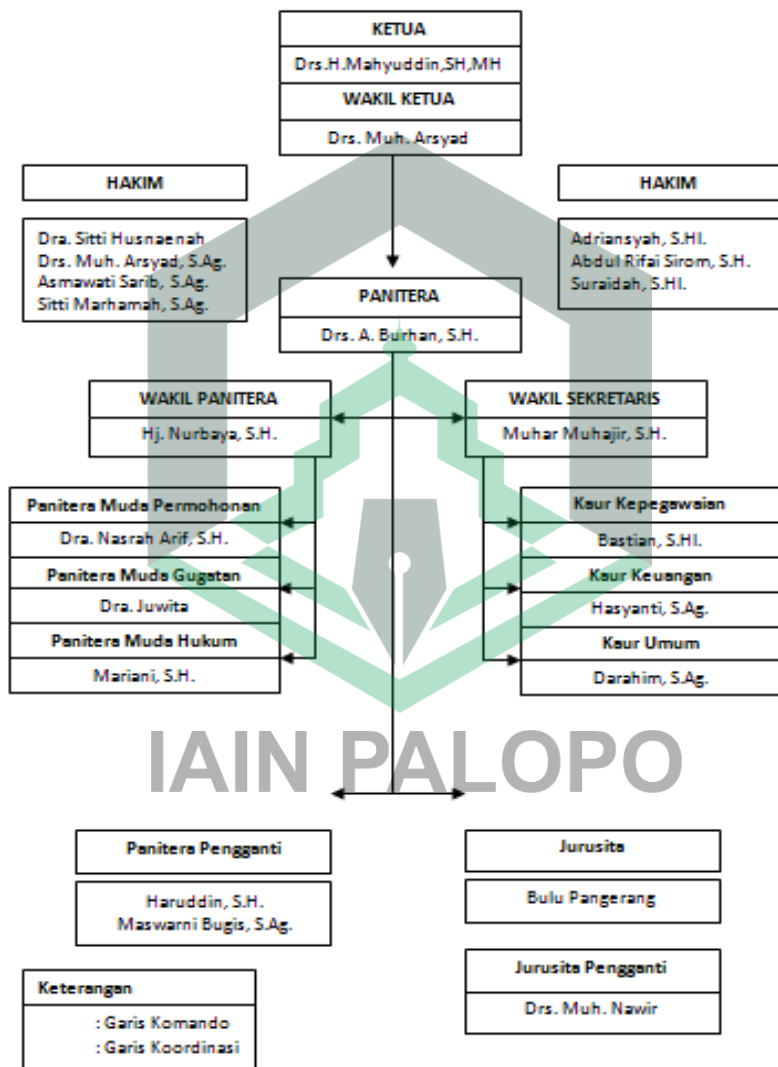 KETUA
Drs.H.Mahyuddin,SH,MH
WAKIL KETUA
Drs. Muh. Arsyad
HAKIM
Dra. Sitti Husnaenah
Drs. Muh. Arsyad, S.Ag.
Asmawati Sarib, S.Ag.
Sitti Marhamah, S.Ag.
HAKIM
Adriansyah, S.HI.
Abdul Rifai Sirom, S.H.
Suraidah, S.HI.
PANITERA
Drs. A. Burhan, S.H.
WAKIL PANITERA
Hj. Nurbaya, S.H.
WAKIL SEKRETARIS
Muhar Muhajir, S.H.
Panitera Muda Permohonan
Dra. Nasrah Arif, S.H.
Panitera Muda Gugatan
Dra. Juwita
Panitera Muda Hukum
Mariani, S.H.
Kaur Kepegawaian
Bastian, S.HI.
Kaur Keuangan
Hasyanti, S.Ag.
Kaur Umum
Darahim, S.Ag.
IAIN PALOPO
Panitera Pengganti
Haruddin, S.H.
Maswarni Bugis, S.Ag.
Jurusita
Bulu Pangerang
Jurusita Pengganti
Drs. Muh. Nawir
Keterangan
: Garis Komando
: Garis Koordinasi